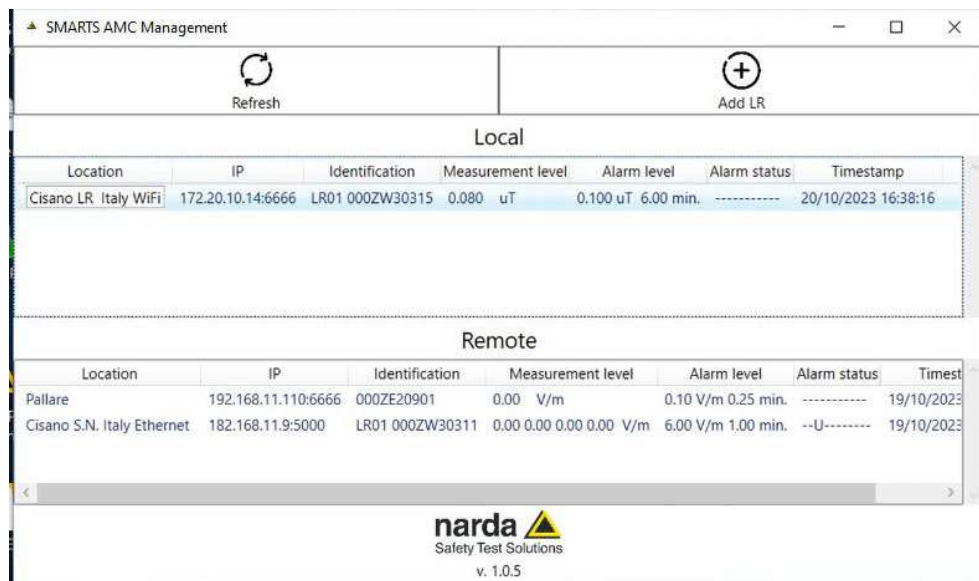 SMARTS AMC Management
Refresh Add LR
Local
Location IP Identification Measurement level Alarm level Alarm status Timestamp
Cisano LR Italy WiFi 172.20.10.14:6666 LR01 000ZW30315 0.080 uT 0.100 uT 6.00 min. ----------- 20/10/2023 16:38:16
Remote
Location IP Identification Measurement level Alarm level Alarm status Timest
Pallare 192.168.11.110:6666 000ZE20901 0.00 V/m 0.10 V/m 0.25 min. ----------- 19/10/2023
Cisano S.N. Italy Ethernet 182.168.11.9:5000 LR01 000ZW30311 0.00 0.00 0.00 0.00 V/m 6.00 V/m 1.00 min. --U-------- 19/10/2023
narda
Safety Test Solutions
v. 1.0.5